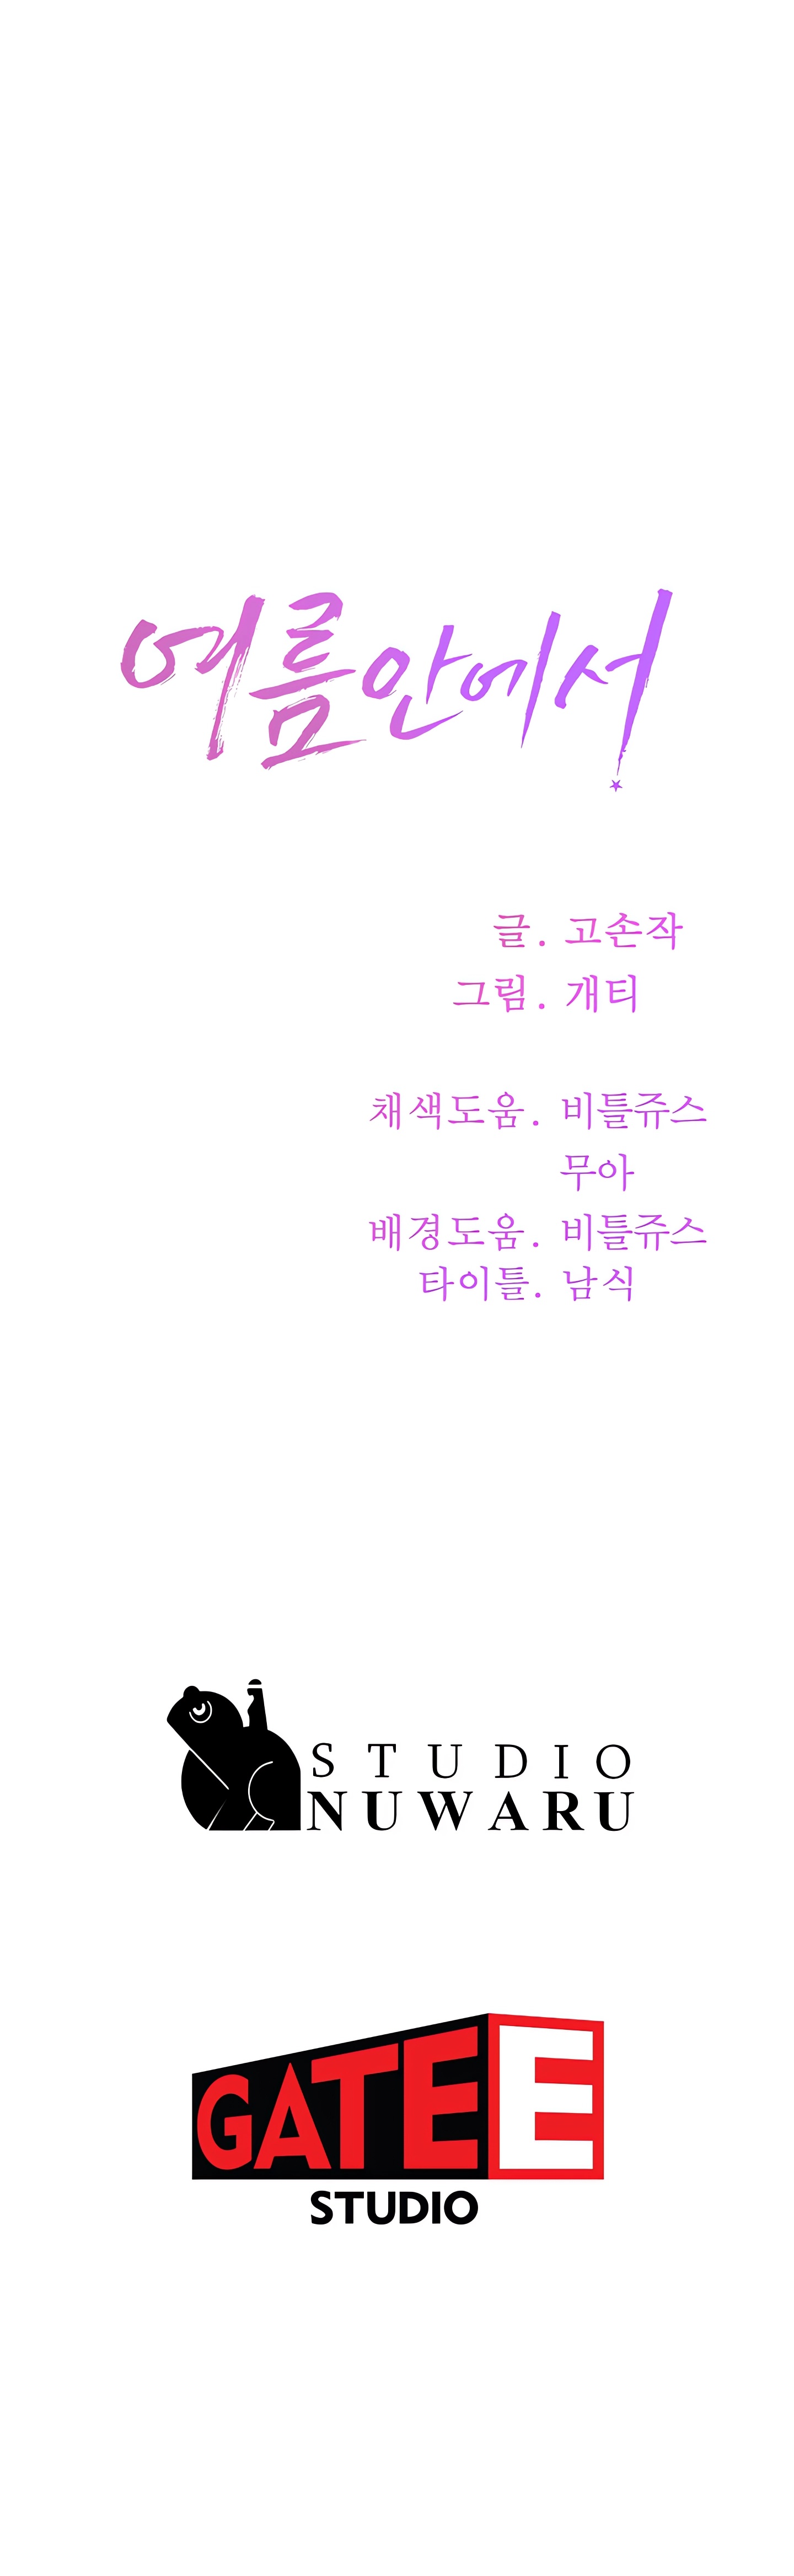 여름안에서
글. 고손작
그림. 개티
채색도움. 비틀쥬스
무아
배경도움. 비틀쥬스
타이틀. 남식
STUDIO
NUWARU
GATEE
STUDIO